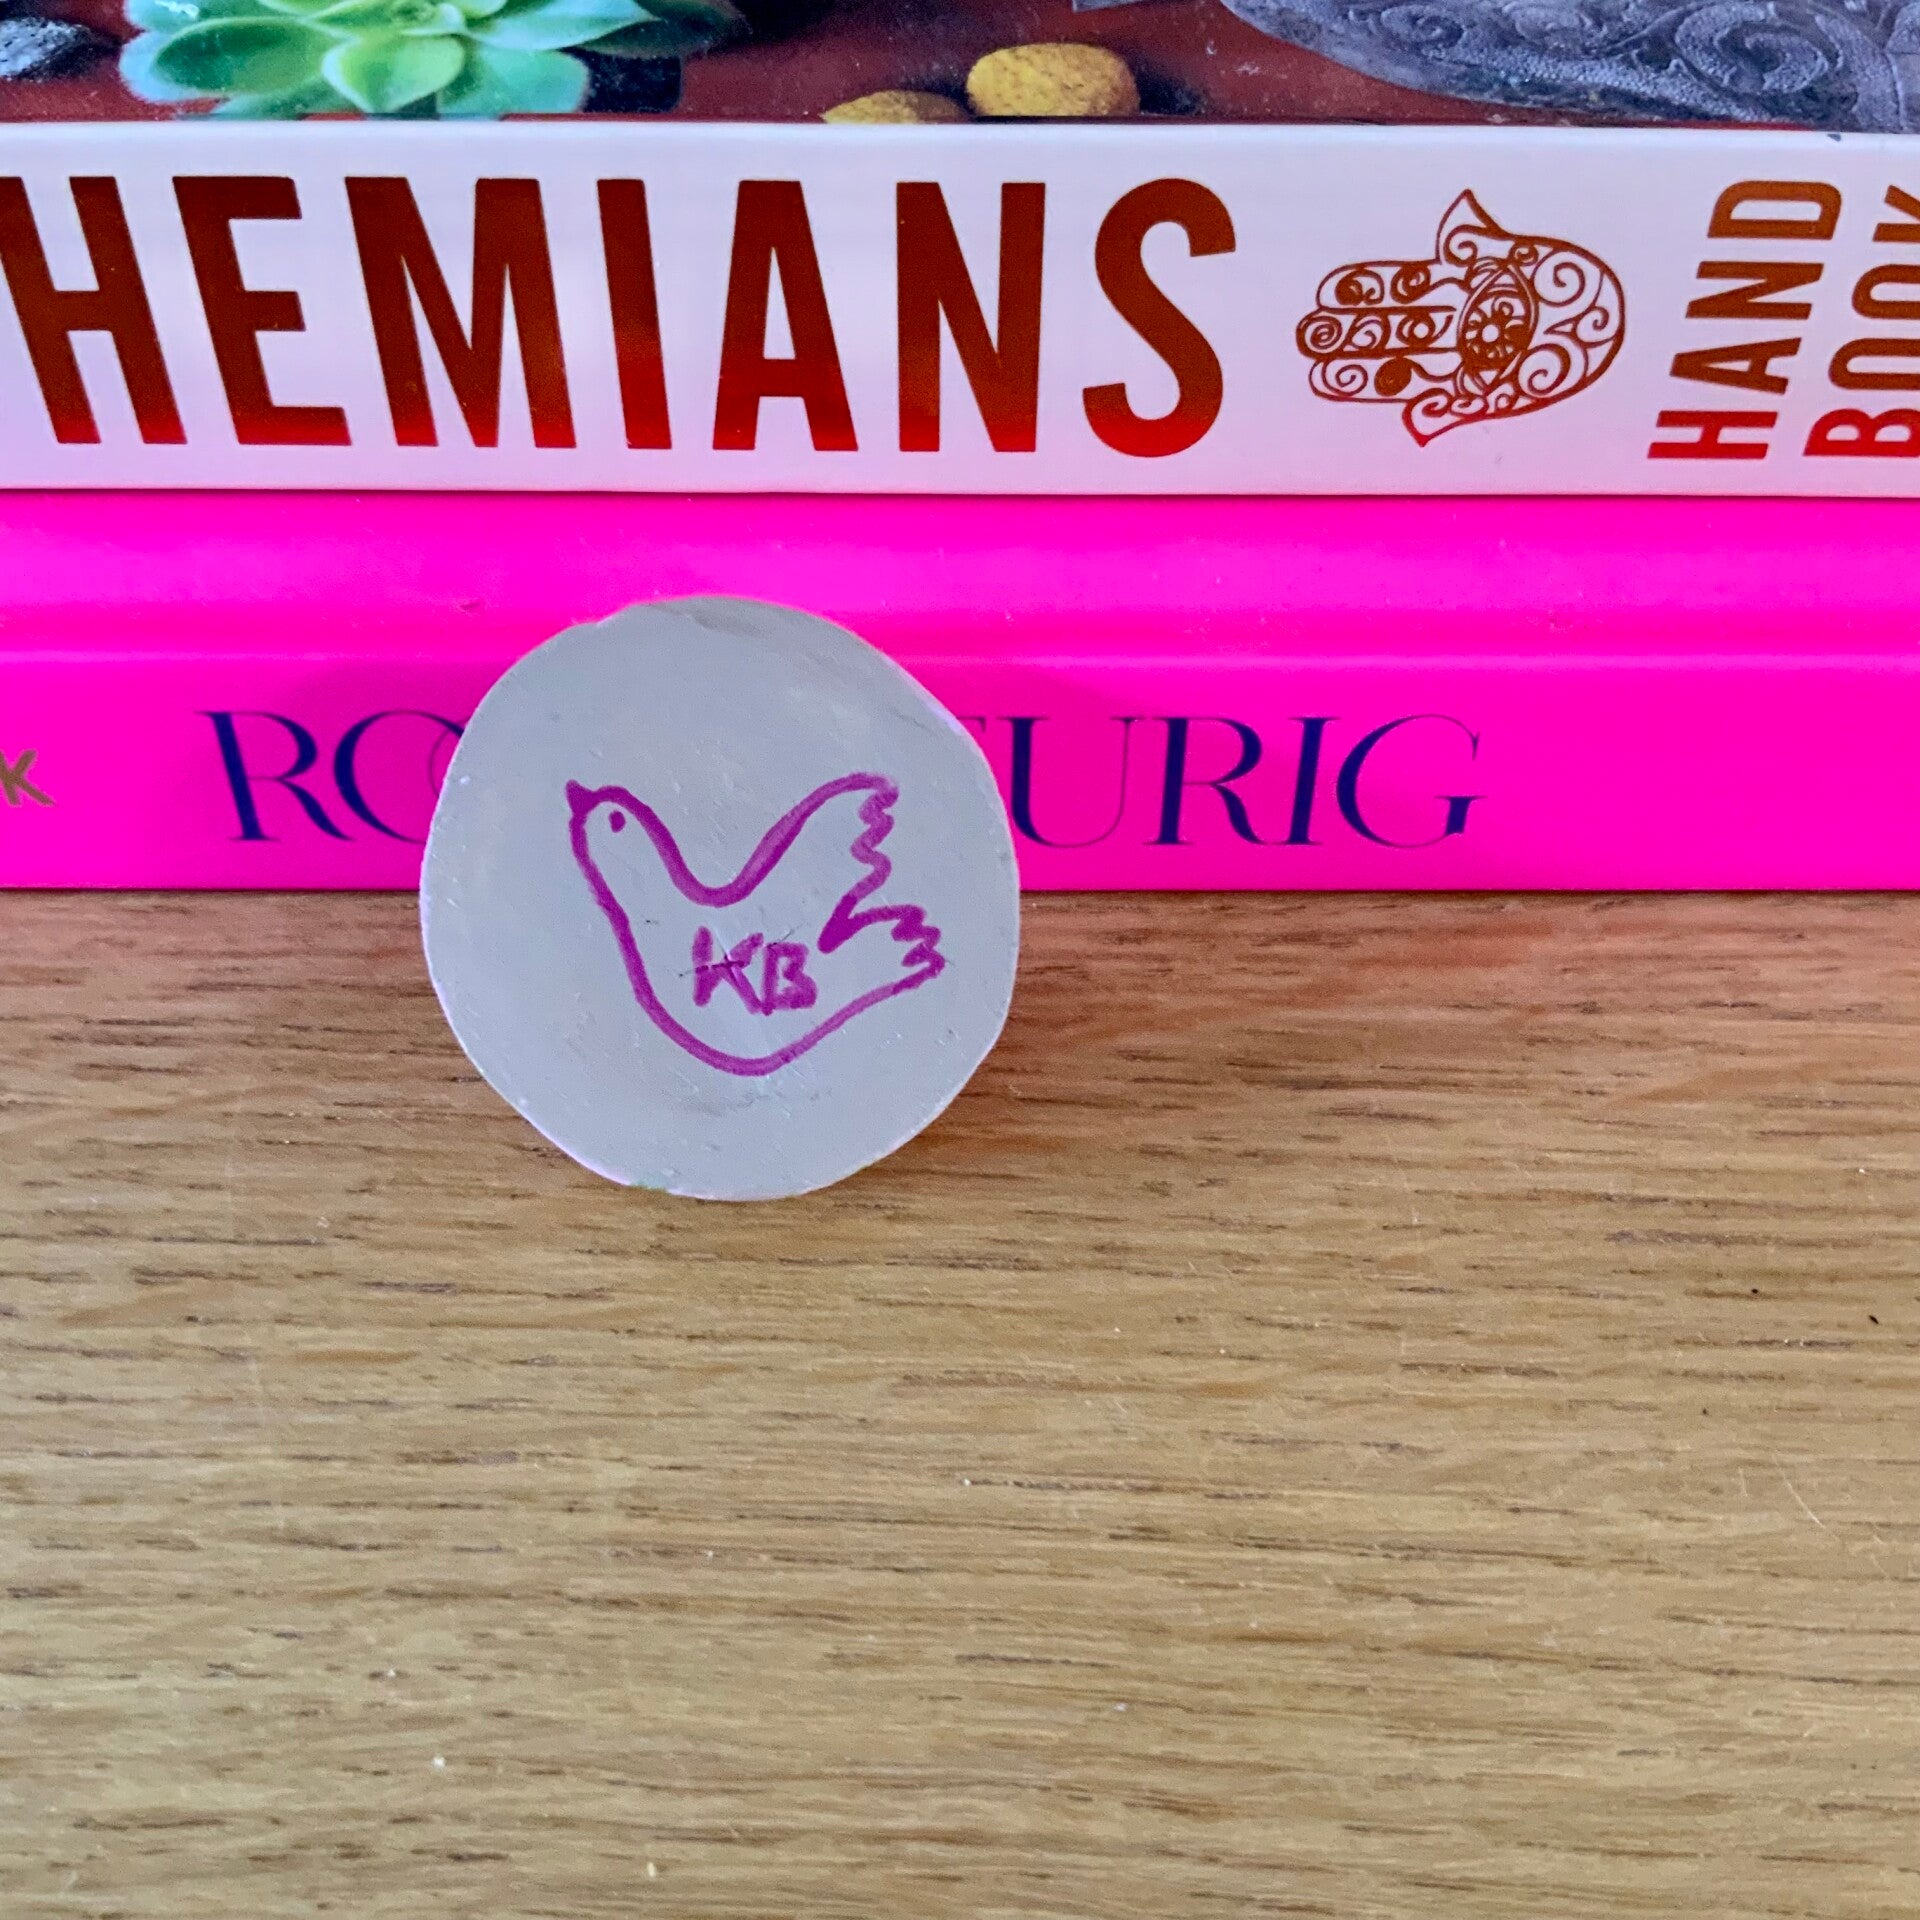 HEMIANS HAND
BOOK
K RO URIG
KB